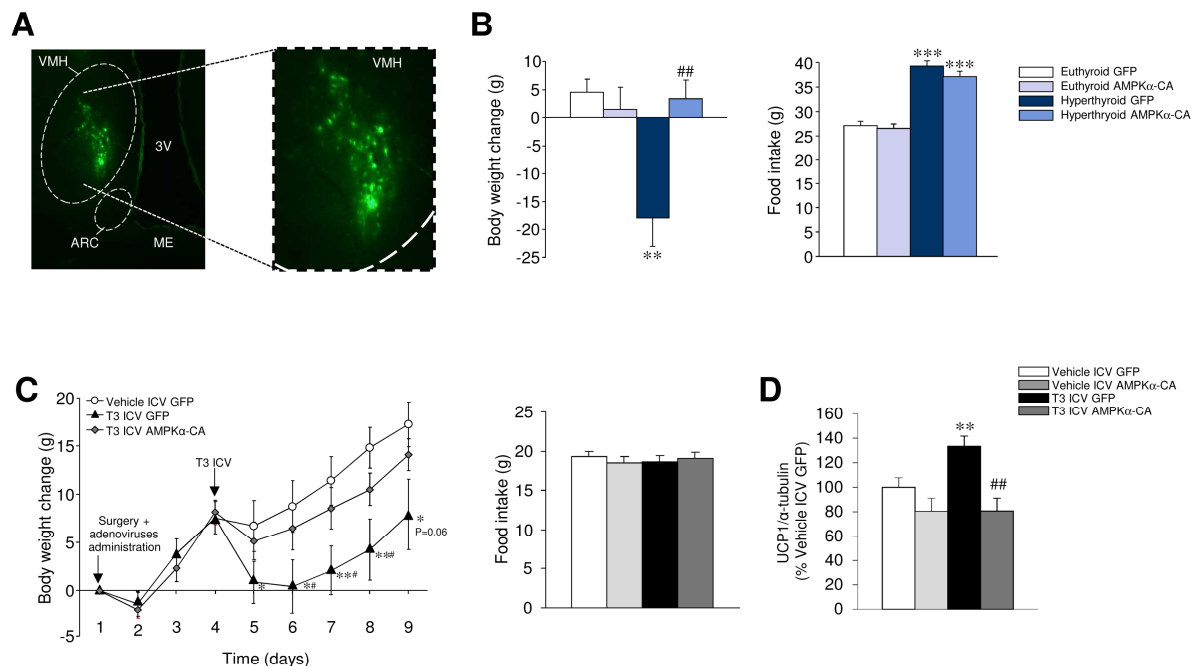 A
VMH
3V
ARC
ME
VMH
B
Body weight change (g)
10
5
0
-5
-10
-15
-20
-25
**
##
Food intake (g)
40
35
30
25
20
15
10
5
0
***
***
Euthyroid GFP
Euthyroid AMPKα-CA
Hyperthyroid GFP
Hyperthryoid AMPKα-CA
C
Body weight change (g)
20
15
10
5
0
-5
Vehicle ICV GFP
T3 ICV GFP
T3 ICV AMPKα-CA
T3 ICV
Surgery +
adenoviruses
administration
*
*#
**#
**#
*
P=0.06
1 2 3 4 5 6 7 8 9
Time (days)
Food intake (g)
25
20
15
10
5
0
D
Vehicle ICV GFP
Vehicle ICV AMPKα-CA
T3 ICV GFP
T3 ICV AMPKα-CA
UCP1/α-tubulin
(% Vehicle ICV GFP)
160
140
120
100
80
60
40
20
0
**
##